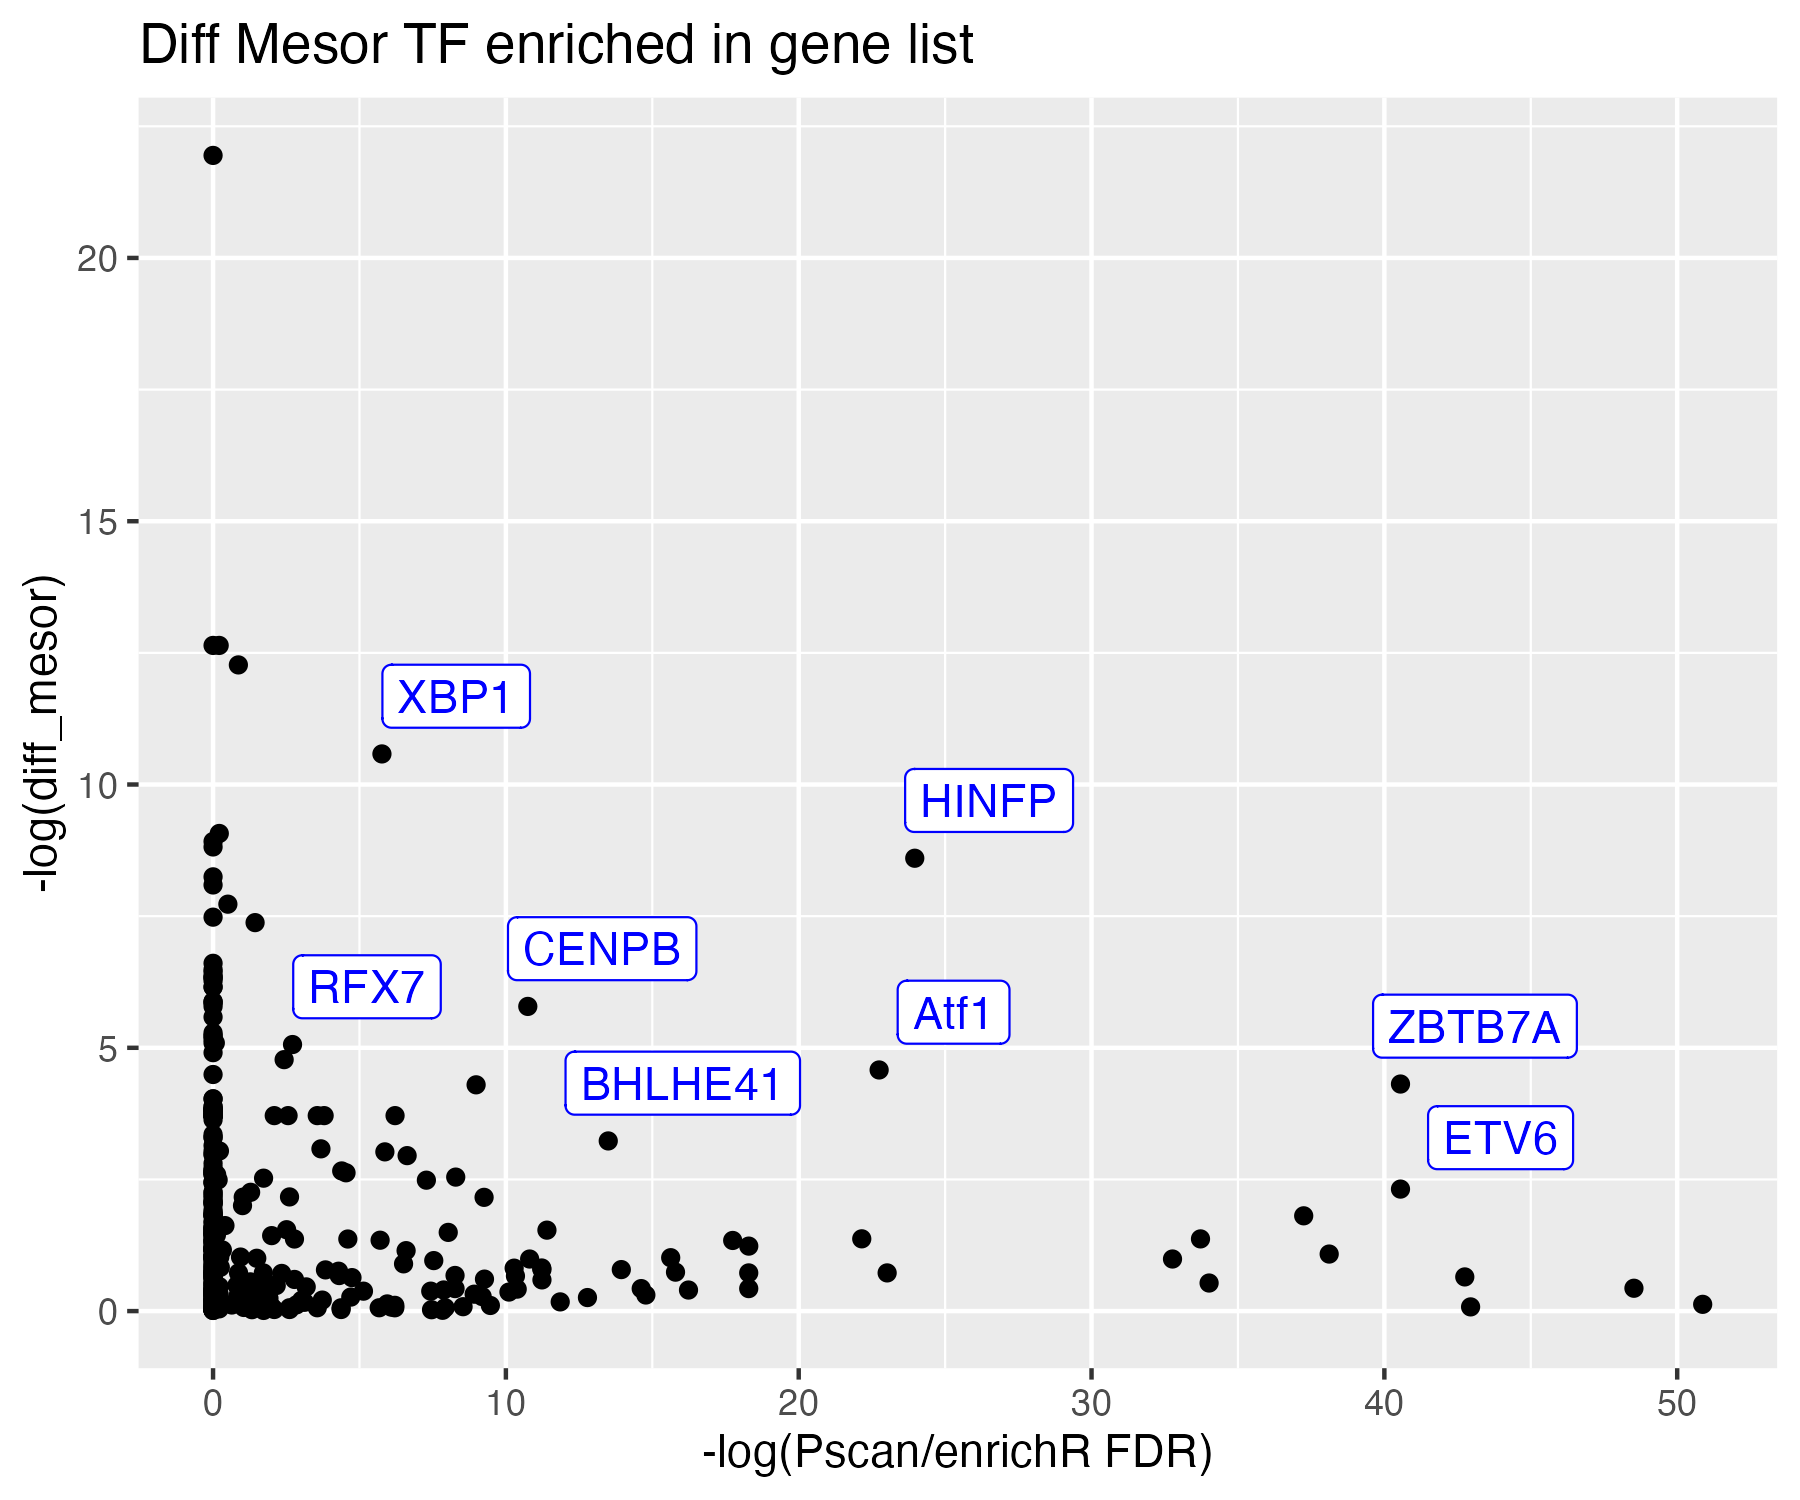 Diff Mesor TF enriched in gene list
-log(diff_mesor)
20
15
10
5
0
XBP1
HINFP
CENPB
RFX7
Atf1
ZBTB7A
BHLHE41
ETV6
0 10 20 30 40 50
-log(Pscan/enrichR FDR)